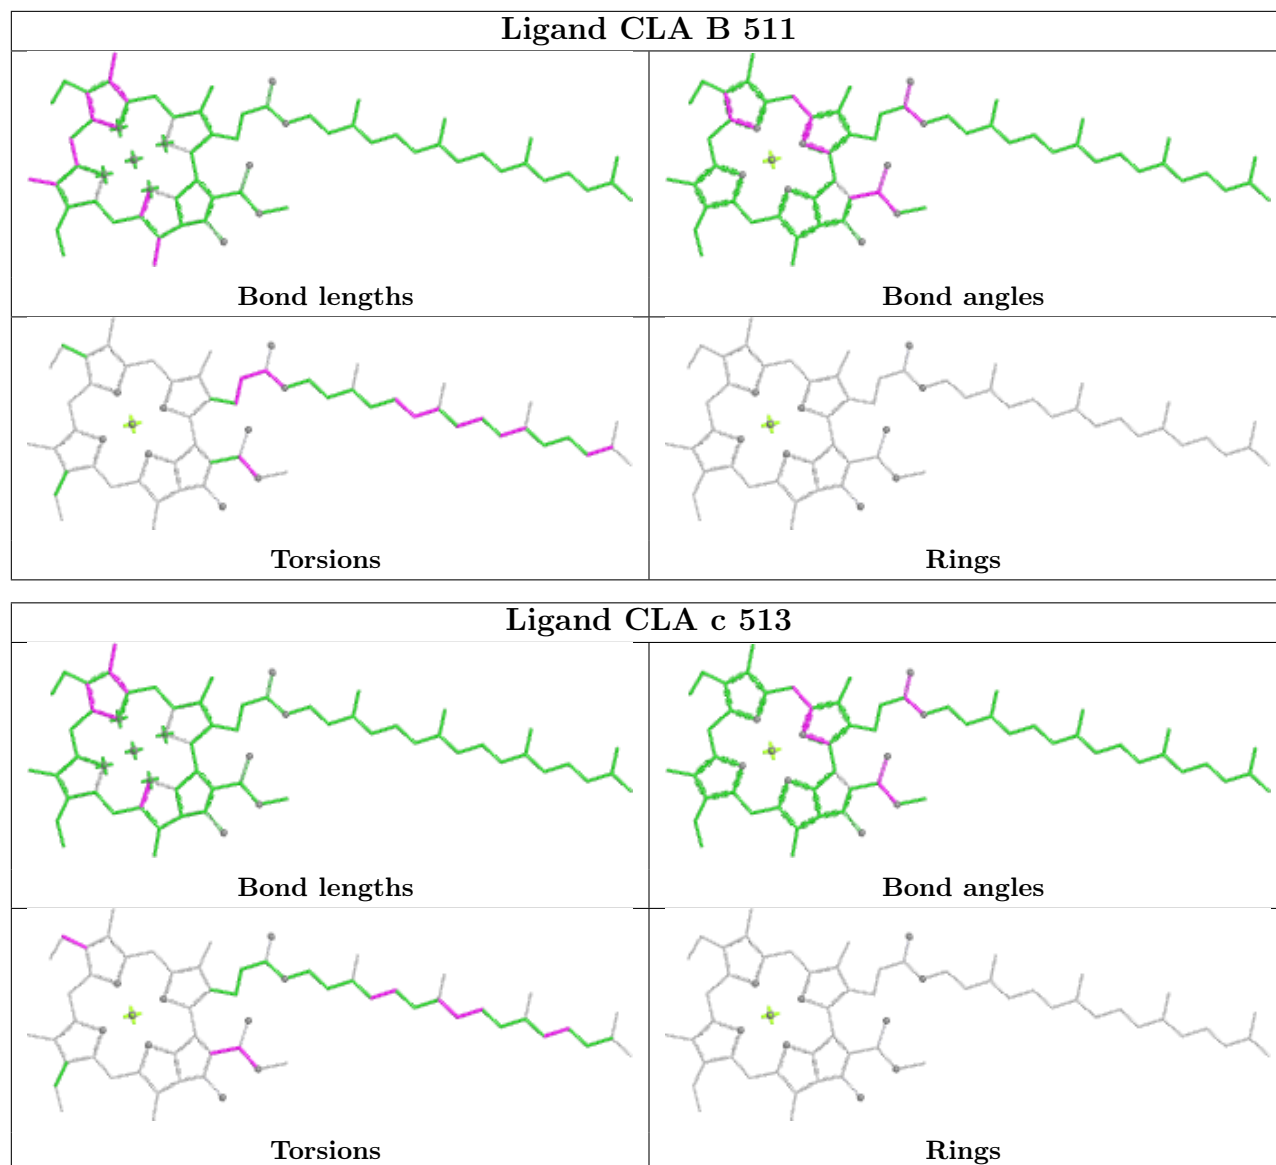 Ligand CLA B 511
Bond lengths
Bond angles
Torsions
Rings
Ligand CLA c 513
Bond lengths
Bond angles
Torsions
Rings